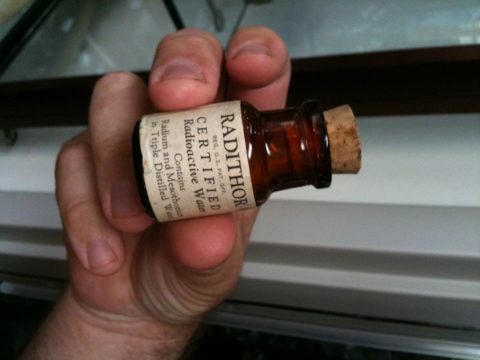 RADITHOR
REG. U.S. PAT. OFF.
CERTIFIED
Radioactive Water
Contains
Radium and Mesothorium
in Triple Distilled Water